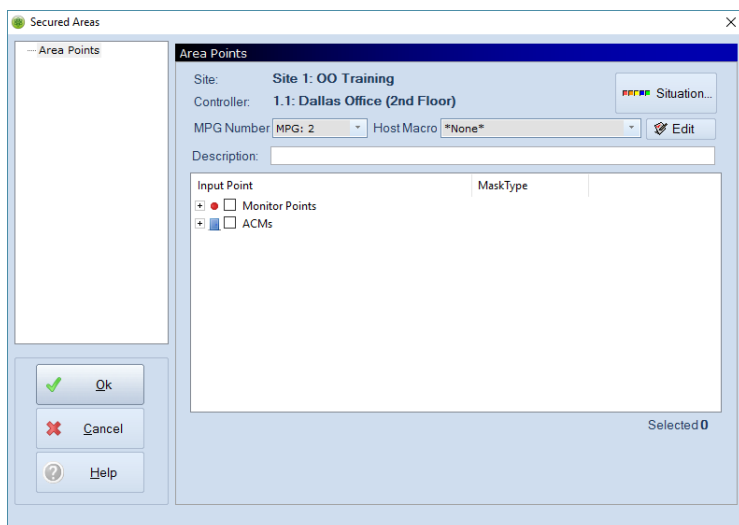 Secured Areas
Area Points
Area Points
Site: Site 1: OO Training
Controller: 1.1: Dallas Office (2nd Floor)
Situation...
MPG Number MPG: 2 Host Macro *None* Edit
Description:
Input Point MaskType
Monitor Points
ACMs
Selected 0
Ok
Cancel
Help